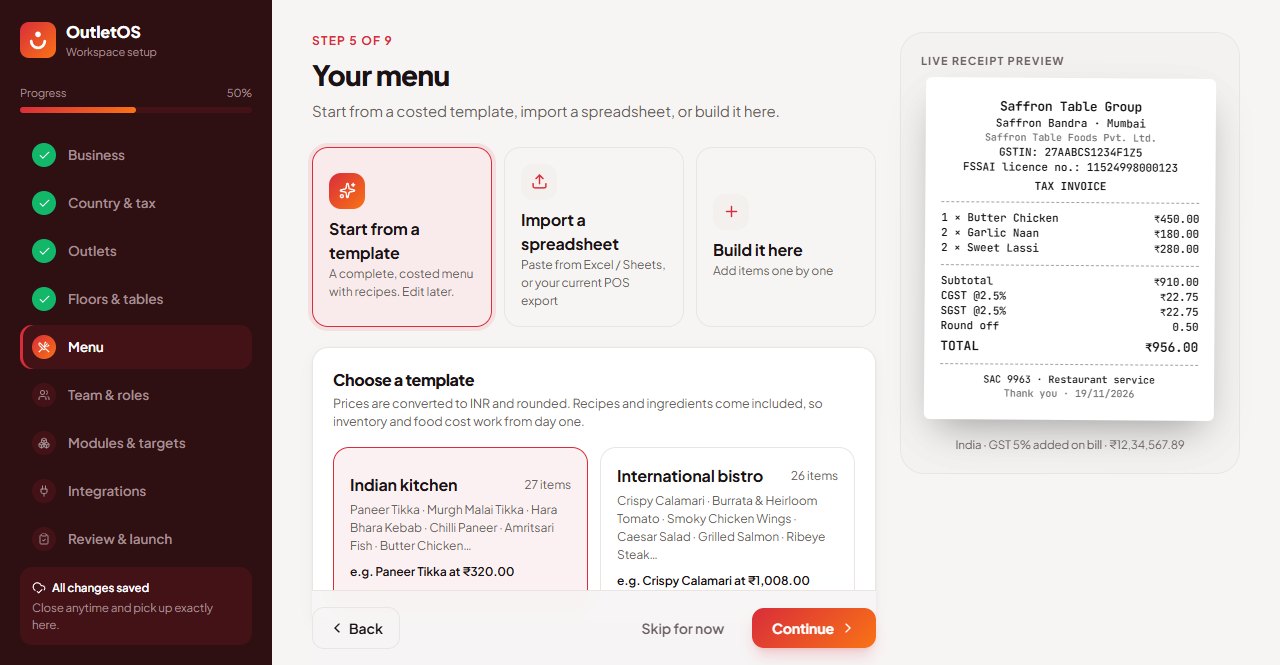 OutletOS
Workspace setup
Progress 50%
Business
Country & tax
Outlets
Floors & tables
Menu
Team & roles
Modules & targets
Integrations
Review & launch
All changes saved
Close anytime and pick up exactly
here.
STEP 5 OF 9
Your menu
Start from a costed template, import a spreadsheet, or build it here.
Start from a
template
A complete, costed menu
with recipes. Edit later.
Import a
spreadsheet
Paste from Excel / Sheets,
or your current POS
export
Build it here
Add items one by one
Choose a template
Prices are converted to INR and rounded. Recipes and ingredients come included, so
inventory and food cost work from day one.
Indian kitchen 27 items
Paneer Tikka · Murgh Malai Tikka · Hara
Bhara Kebab · Chilli Paneer · Amritsari
Fish · Butter Chicken…
e.g. Paneer Tikka at ₹320.00
International bistro 26 items
Crispy Calamari · Burrata & Heirloom
Tomato · Smoky Chicken Wings ·
Caesar Salad · Grilled Salmon · Ribeye
Steak…
e.g. Crispy Calamari at ₹1,008.00
Back
Skip for now
Continue
LIVE RECEIPT PREVIEW
Saffron Table Group
Saffron Bandra · Mumbai
Saffron Table Foods Pvt. Ltd.
GSTIN: 27AABCS1234F1Z5
FSSAI licence no.: 11524998000123
TAX INVOICE
1 × Butter Chicken ₹450.00
2 × Garlic Naan ₹180.00
2 × Sweet Lassi ₹280.00
Subtotal ₹910.00
CGST @2.5% ₹22.75
SGST @2.5% ₹22.75
Round off 0.50
TOTAL ₹956.00
SAC 9963 · Restaurant service
Thank you · 19/11/2026
India · GST 5% added on bill · ₹12,34,567.89